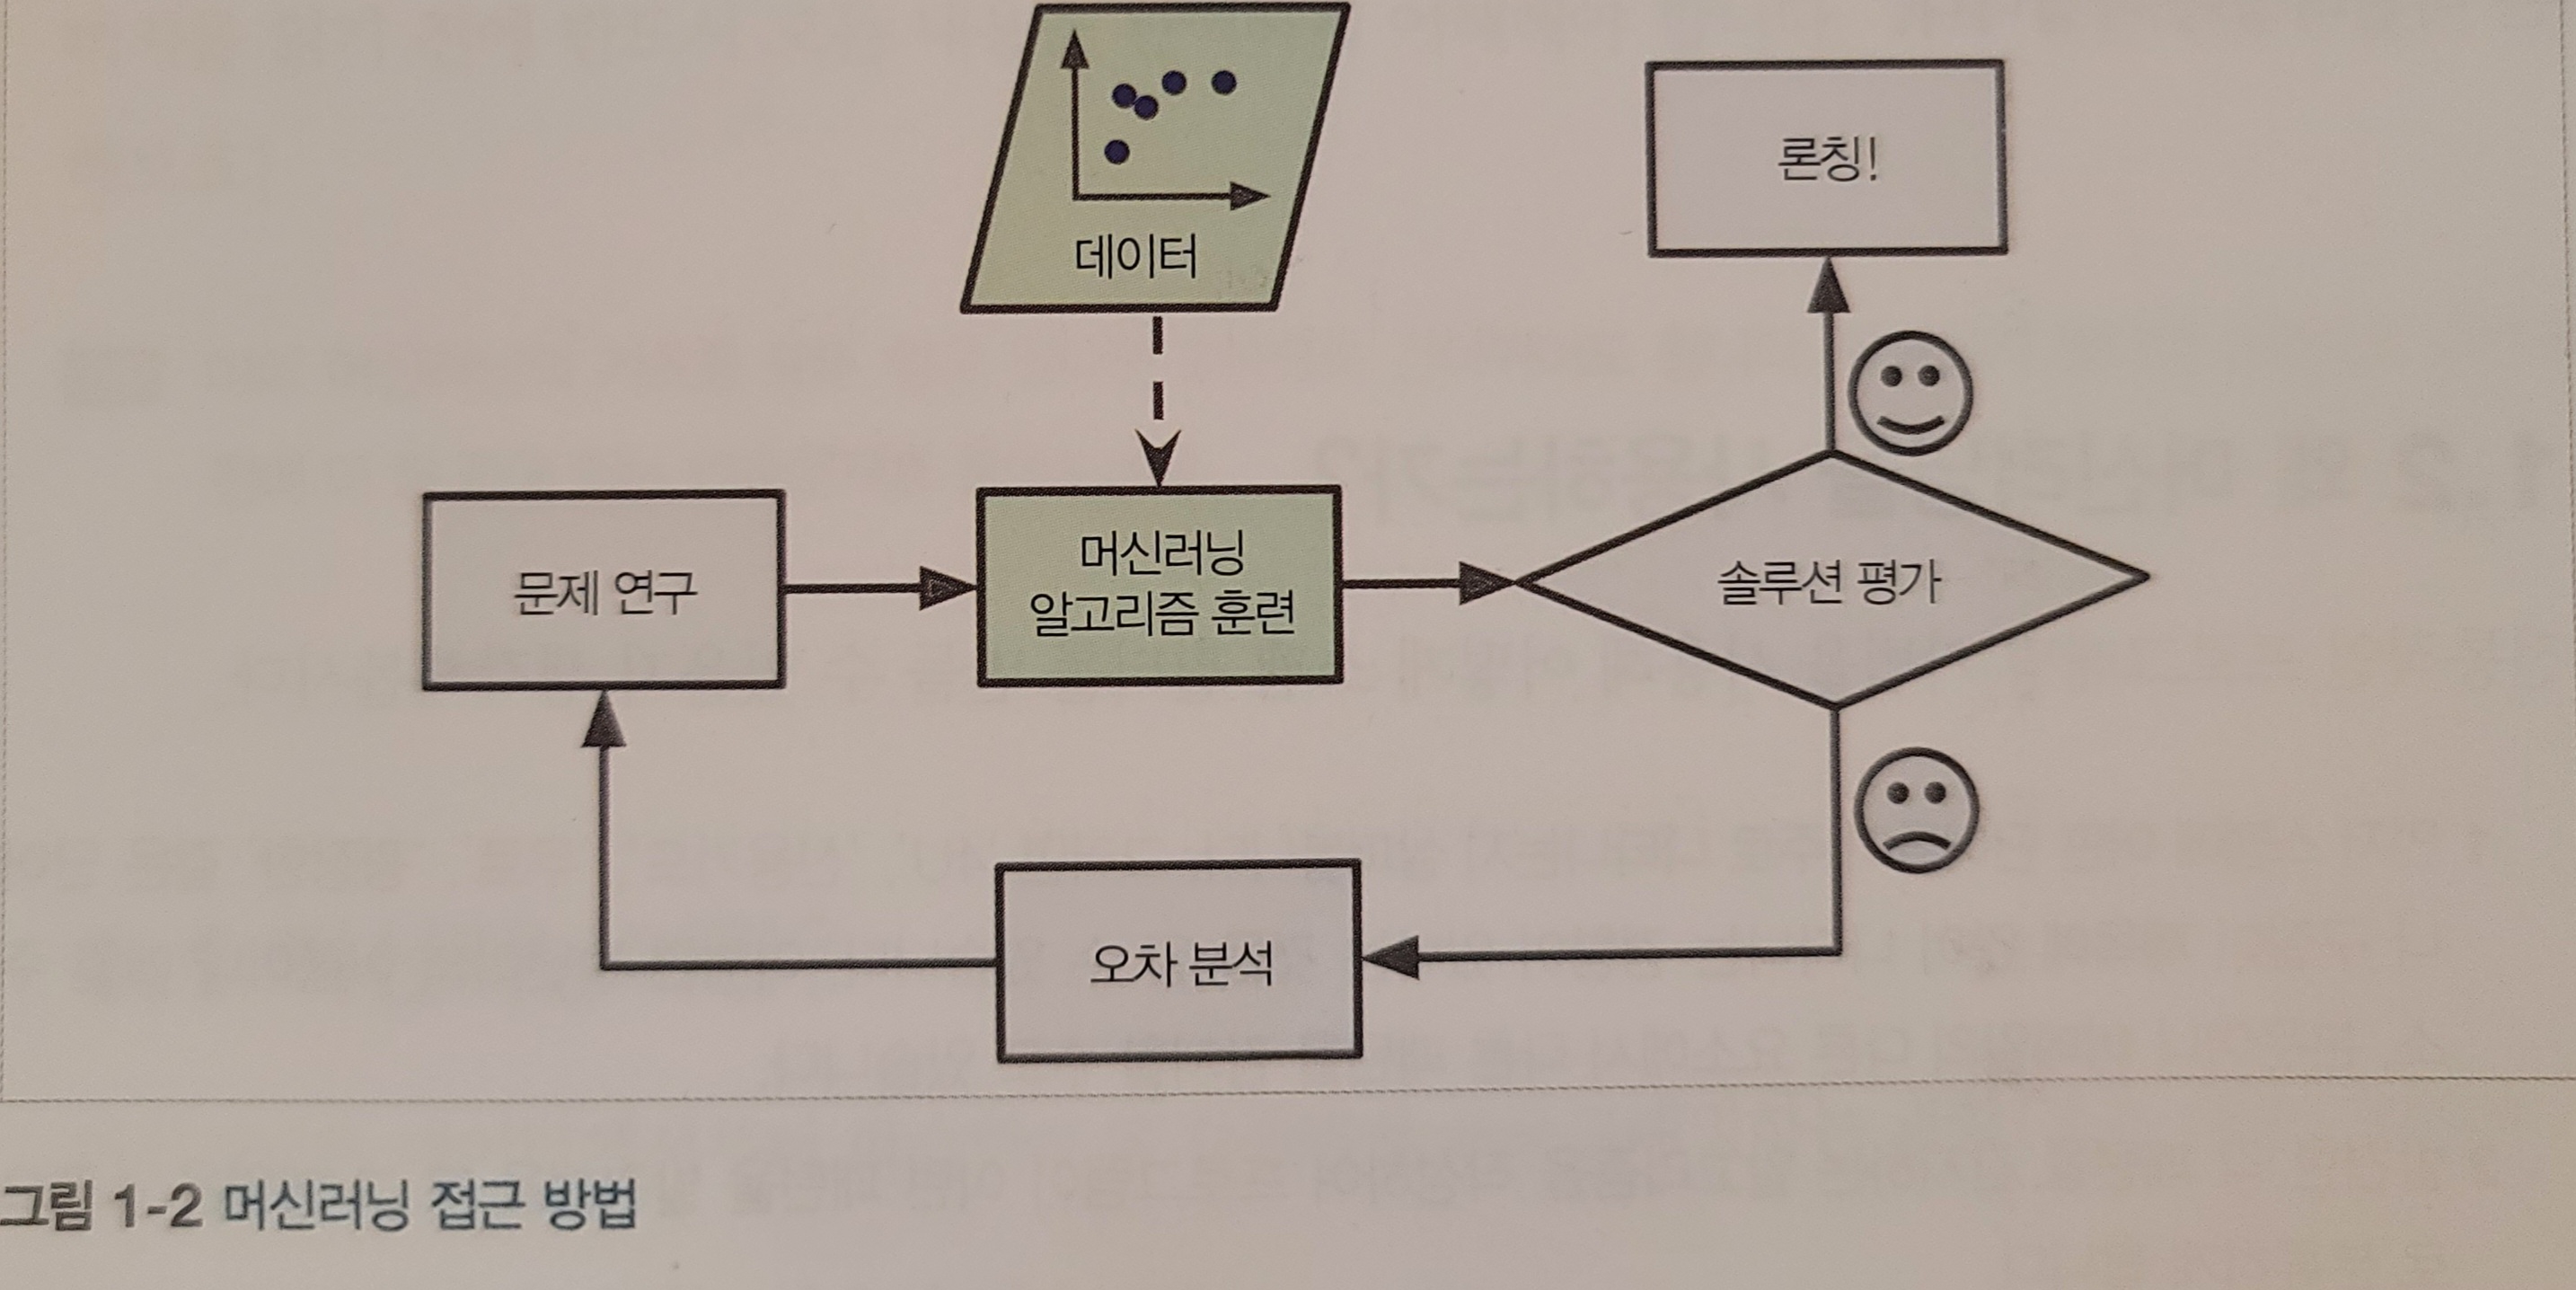 데이터
론칭!
문제 연구
머신러닝
알고리즘 훈련
솔루션 평가
오차 분석
그림 1-2 머신러닝 접근 방법